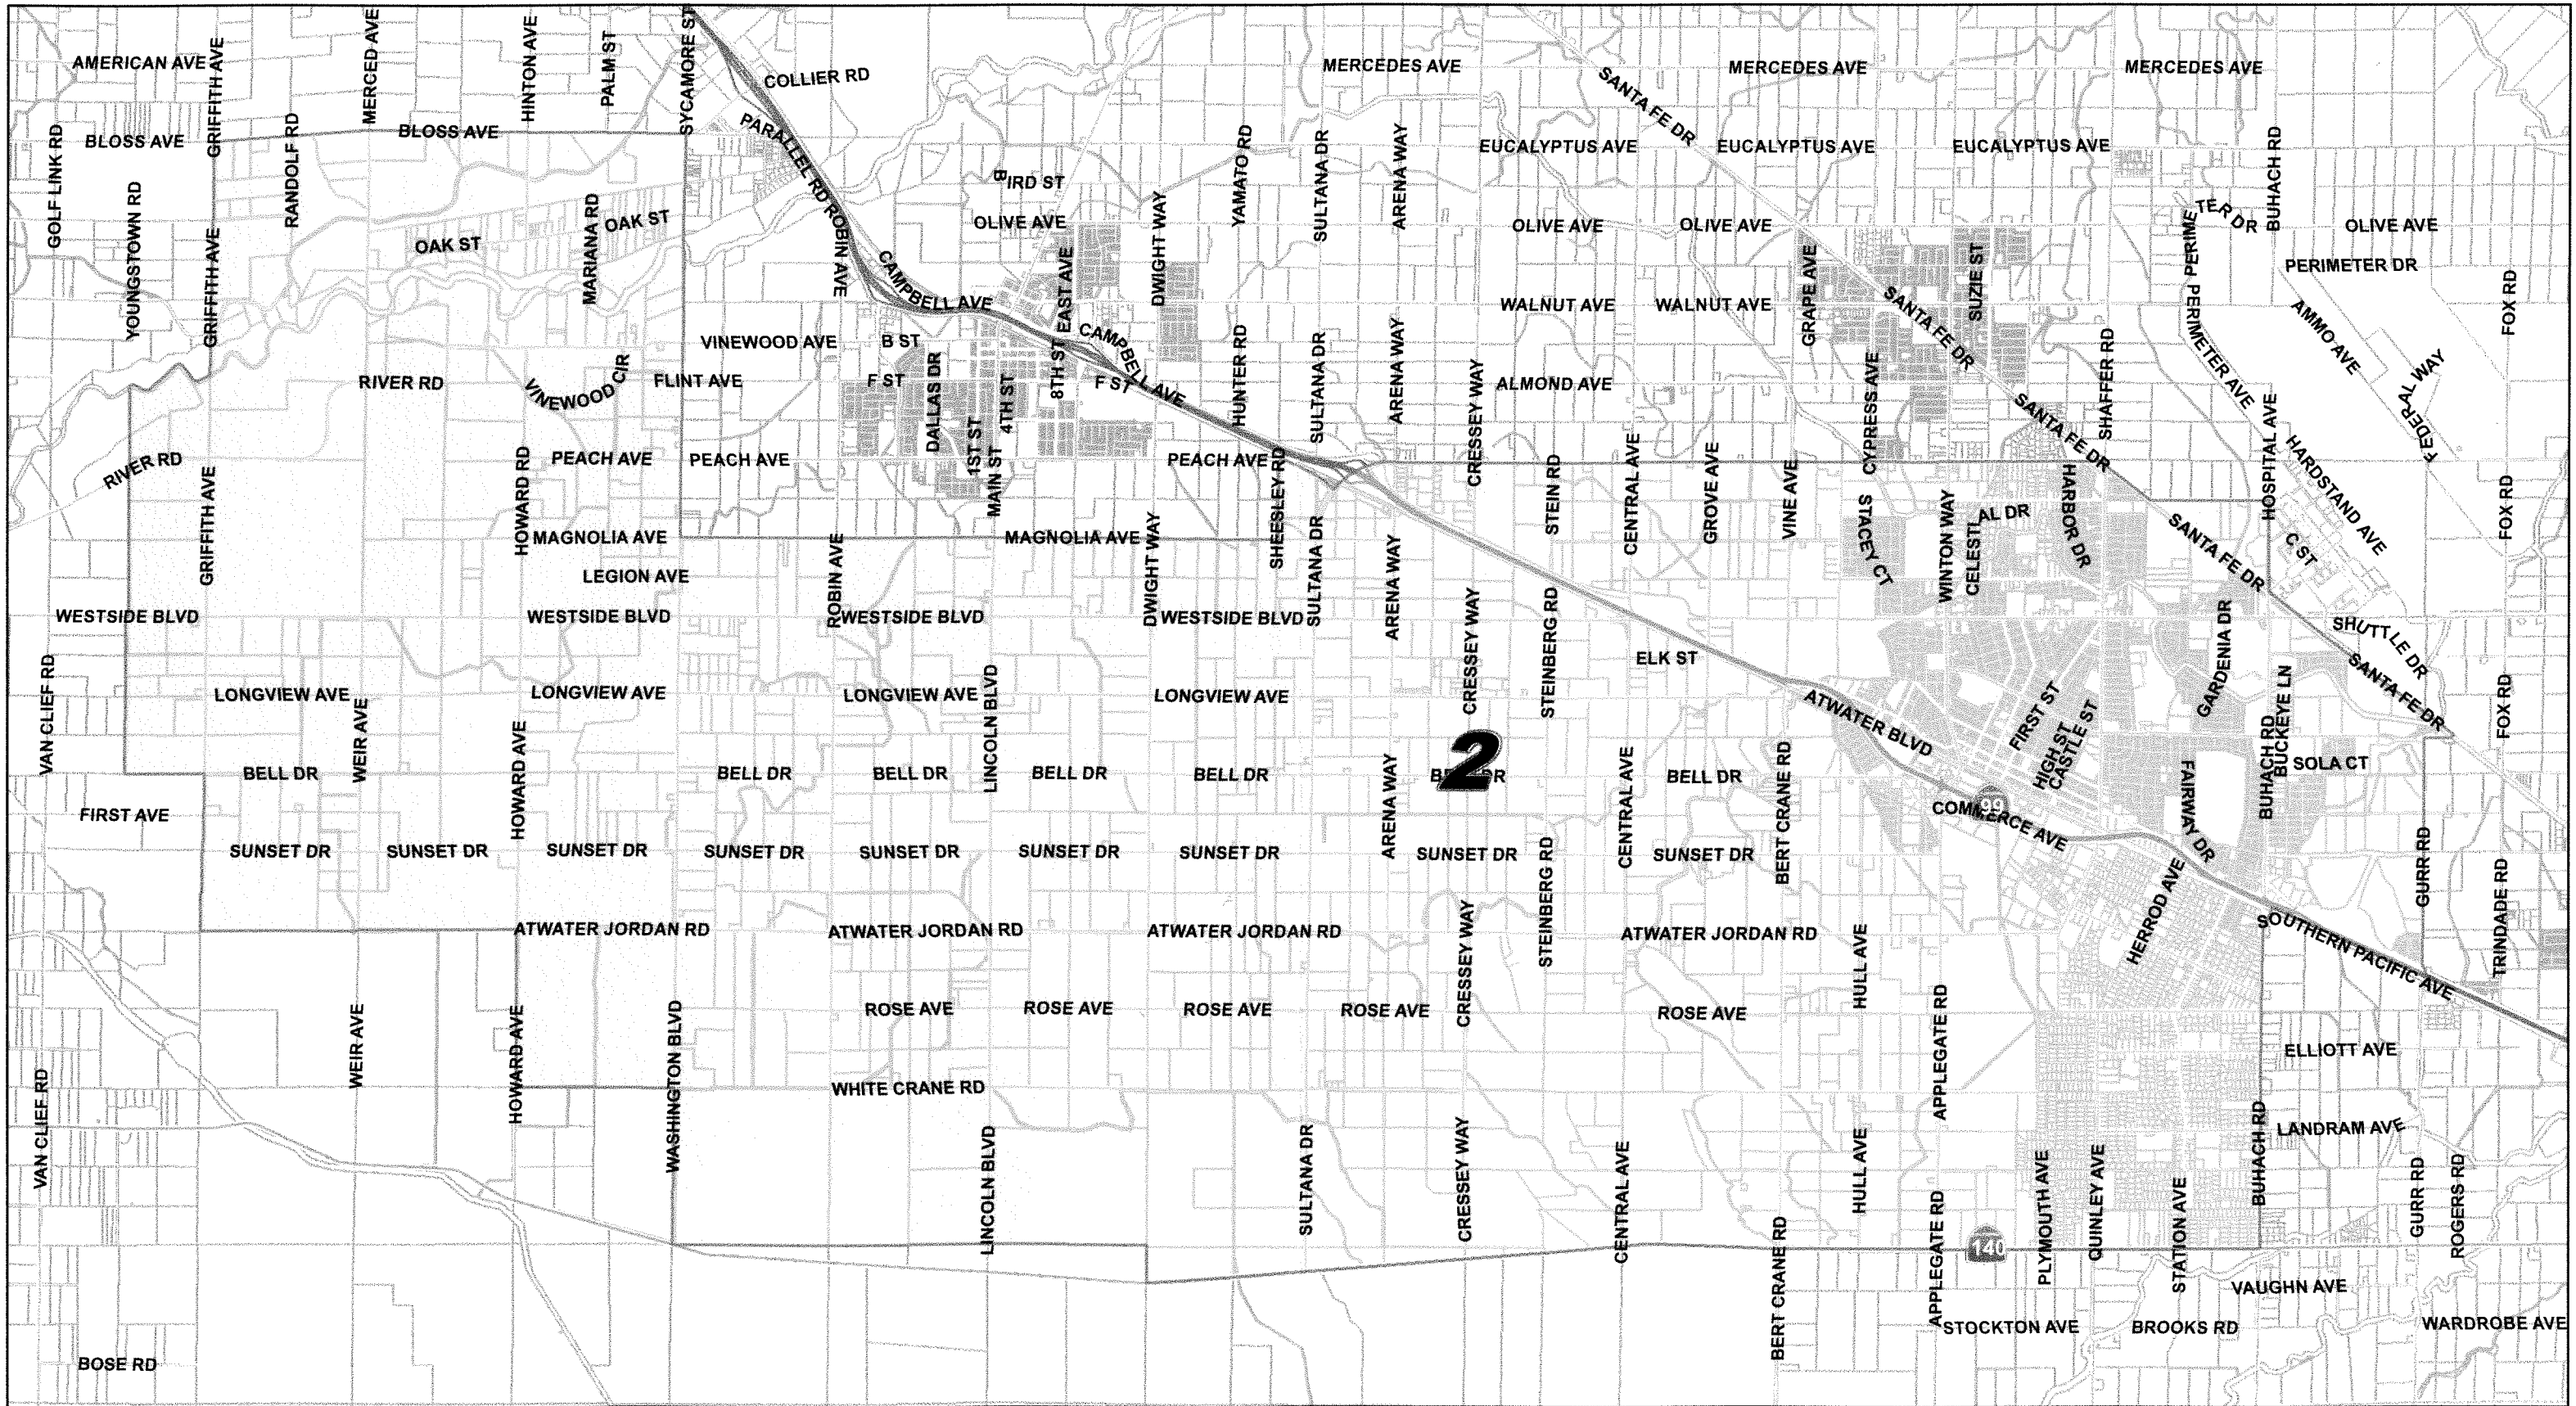 AMERICAN AVE
GRIFFITH AVE
MERCED AVE
HINTON AVE
PALM ST
SYCAMORE ST
COLLIER RD
MERCEDES AVE
SANTA FE DR
MERCEDES AVE
MERCEDES AVE
GOLF LINK RD
BLOSS AVE
RANDOLF RD
BLOSS AVE
PARALLEL RD
YAMATO RD
SULTANA DR
ARENA WAY
EUCALYPTUS AVE
EUCALYPTUS AVE
EUCALYPTUS AVE
BUHACH RD
YOUNGSTOWN RD
GRIFFITH AVE
OAK ST
MARIANA RD
OAK ST
ROBIN AVE
BIRD ST
OLIVE AVE
DWIGHT WAY
OLIVE AVE
OLIVE AVE
PERIMETER DR
OLIVE AVE
PERIMETER DR
CAMPBELL AVE
EAST AVE
WALNUT AVE
WALNUT AVE
GRAPE AVE
SUZIE ST
SANTA FE DR
PERIMETER AVE
AMMO AVE
FOX RD
VINEWOOD AVE
B ST
CAMPBELL AVE
HUNTER RD
SULTANA DR
ARENA WAY
SHAFFER RD
FEDERAL WAY
RIVER RD
VINEWOOD CIR
FLINT AVE
F ST
DALLAS DR
4TH ST
8TH ST
F ST
CRESSEY WAY
ALMOND AVE
CYPRESS AVE
SANTA FE DR
HOSPITAL AVE
HARDSTAND AVE
RIVER RD
GRIFFITH AVE
HOWARD RD
PEACH AVE
PEACH AVE
1ST ST
MAIN ST
PEACH AVE
SHEESLEY RD
STEIN RD
CENTRAL AVE
GROVE AVE
VINE AVE
STACEY CT
WINTON WAY
CELESTIAL DR
HARBOR DR
SANTA FE DR
C ST
FOX RD
MAGNOLIA AVE
MAGNOLIA AVE
DWIGHT WAY
SULTANA DR
ARENA WAY
LEGION AVE
ROBIN AVE
WESTSIDE BLVD
WESTSIDE BLVD
WESTSIDE BLVD
WESTSIDE BLVD
CRESSEY WAY
STEINBERG RD
ELK ST
GARDENIA DR
SHUTTLE DR
SANTA FE DR
VAN CLIEF RD
LONGVIEW AVE
WEIR AVE
LONGVIEW AVE
LONGVIEW AVE
LINCOLN BLVD
LONGVIEW AVE
ATWATER BLVD
FIRST ST
HIGH ST
CASTLE ST
BUHACH RD
BUCKEYE LN
FOX RD
BELL DR
HOWARD AVE
BELL DR
BELL DR
BELL DR
BELL DR
ARENA WAY
BELL DR
2
CENTRAL AVE
BELL DR
BERT CRANE RD
FAIRWAY DR
SOLA CT
FIRST AVE
99
COMMERCE AVE
SUNSET DR
SUNSET DR
SUNSET DR
SUNSET DR
SUNSET DR
SUNSET DR
SUNSET DR
SUNSET DR
STEINBERG RD
SUNSET DR
HERROD AVE
GURR RD
TRINDADE RD
ATWATER JORDAN RD
ATWATER JORDAN RD
ATWATER JORDAN RD
CRESSEY WAY
ATWATER JORDAN RD
HULL AVE
SOUTHERN PACIFIC AVE
WEIR AVE
HOWARD AVE
WASHINGTON BLVD
ROSE AVE
ROSE AVE
ROSE AVE
ROSE AVE
ROSE AVE
APPLEGATE RD
ELLIOTT AVE
VAN CLIEF RD
WHITE CRANE RD
LINCOLN BLVD
SULTANA DR
CRESSEY WAY
CENTRAL AVE
HULL AVE
BUHACH RD
LANDRAM AVE
BERT CRANE RD
APPLEGATE RD
140
PLYMOUTH AVE
QUINLEY AVE
STATION AVE
GURR RD
ROGERS RD
VAUGHN AVE
STOCKTON AVE
BROOKS RD
WARDROBE AVE
BOSE RD